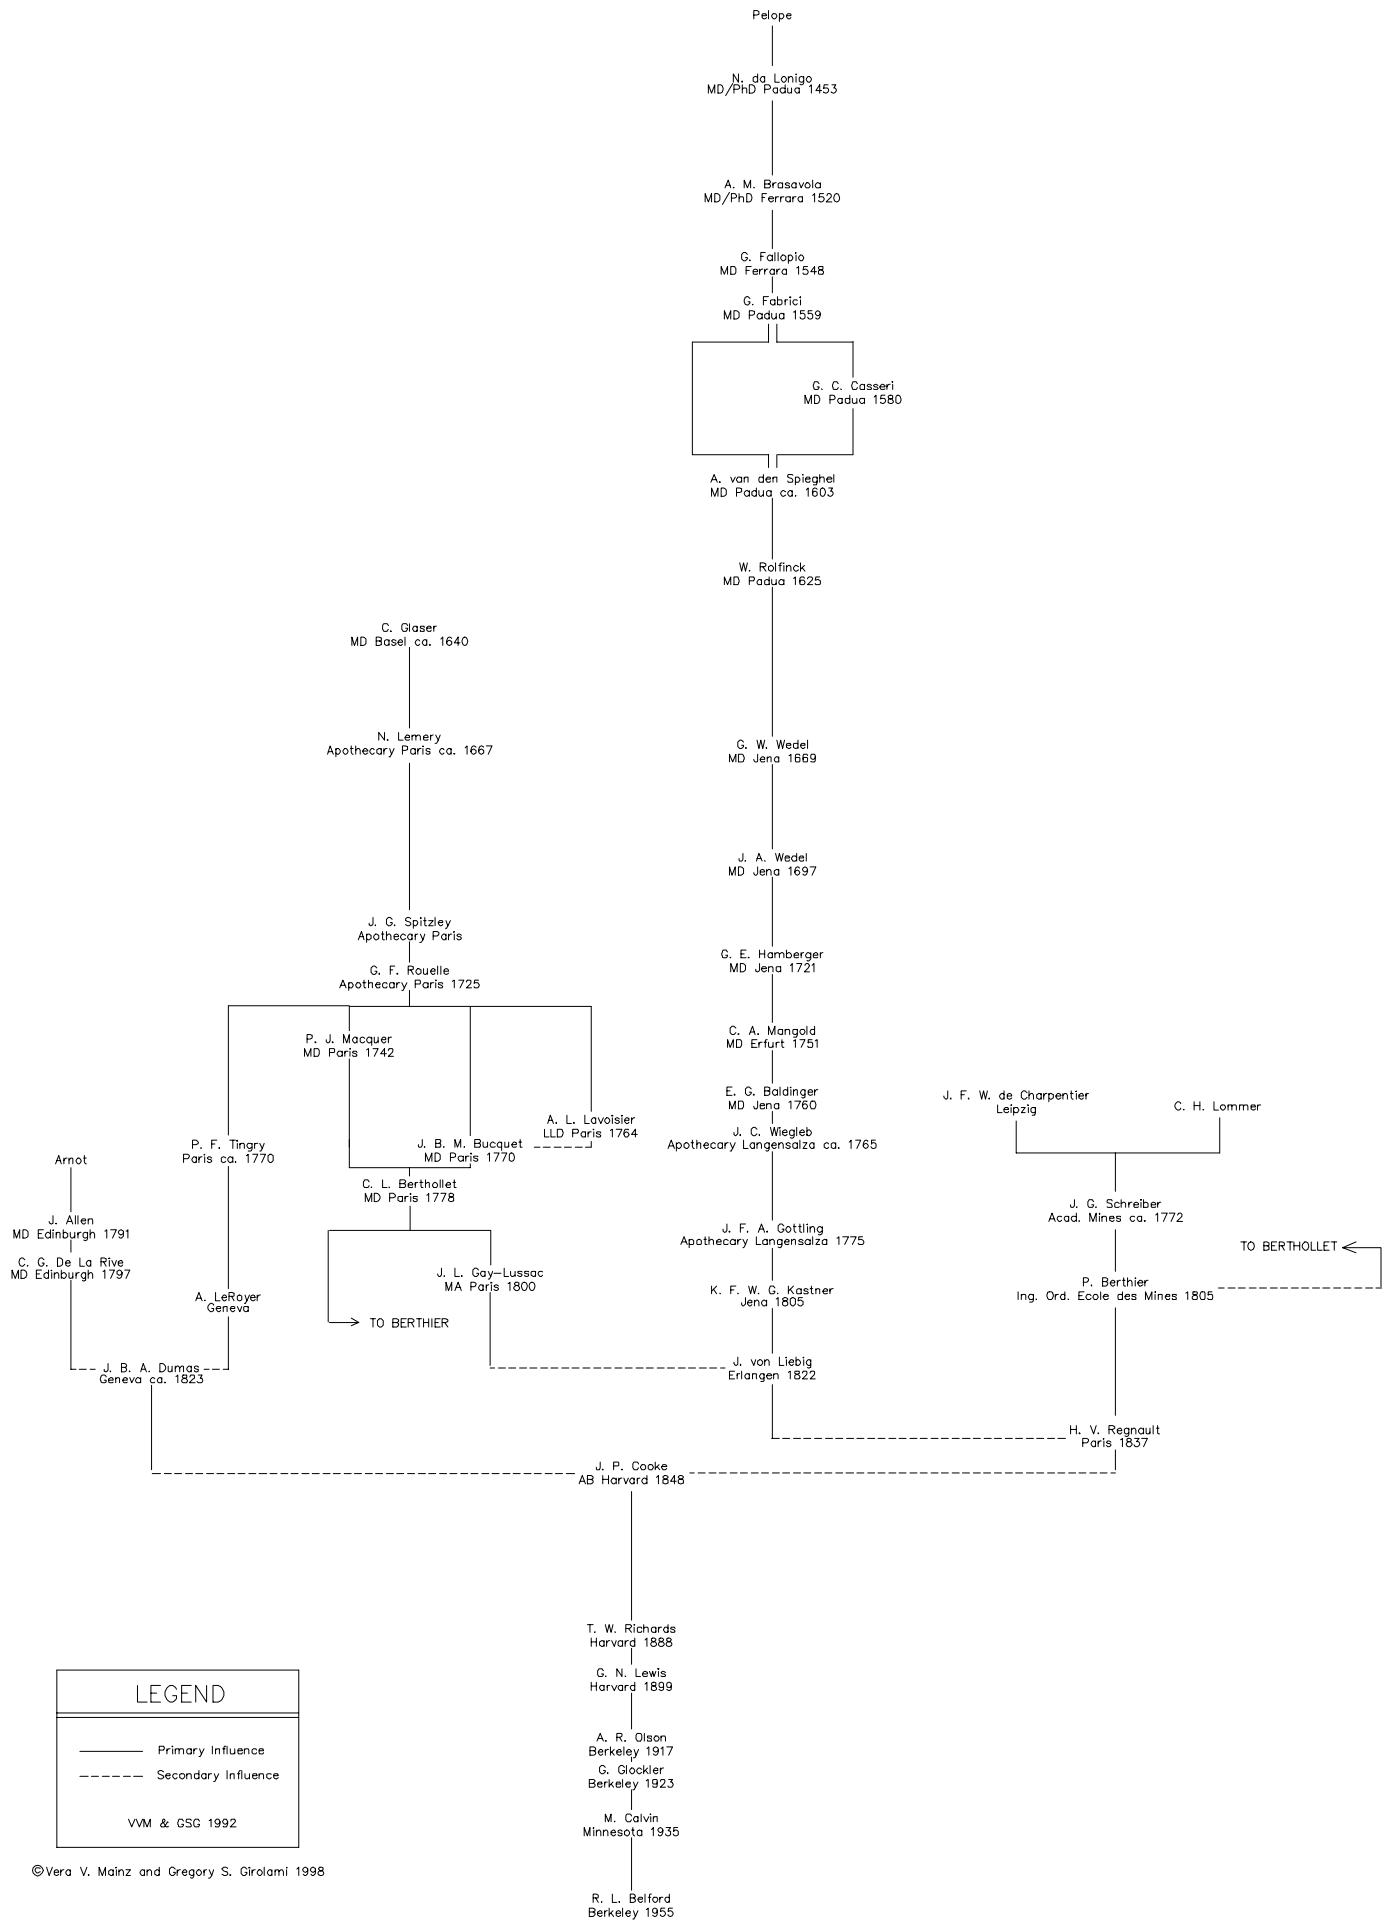 Pelope
N. da Lonigo
MD/PhD Padua 1453
A. M. Brasavola
MD/PhD Ferrara 1520
G. Fallopio
MD Ferrara 1548
G. Fabrici
MD Padua 1559
G. C. Casseri
MD Padua 1580
A. van den Spieghel
MD Padua ca. 1603
W. Rolfinck
MD Padua 1625
C. Glaser
MD Basel ca. 1640
N. Lemery
Apothecary Paris ca. 1667
G. W. Wedel
MD Jena 1669
J. A. Wedel
MD Jena 1697
J. G. Spitzley
Apothecary Paris
G. E. Hamberger
MD Jena 1721
G. F. Rouelle
Apothecary Paris 1725
P. J. Macquer
MD Paris 1742
C. A. Mangold
MD Erfurt 1751
E. G. Baldinger
MD Jena 1760
J. F. W. de Charpentier
Leipzig
C. H. Lommer
A. L. Lavoisier
LLD Paris 1764
J. C. Wiegleb
Apothecary Langensalza ca. 1765
P. F. Tingry
Paris ca. 1770
J. B. M. Bucquet
MD Paris 1770
Arnot
C. L. Berthollet
MD Paris 1778
J. G. Schreiber
Acad. Mines ca. 1772
J. Allen
MD Edinburgh 1791
J. F. A. Gottling
Apothecary Langensalza 1775
TO BERTHOLLET
C. G. De La Rive
MD Edinburgh 1797
J. L. Gay-Lussac
MA Paris 1800
P. Berthier
Ing. Ord. Ecole des Mines 1805
K. F. W. G. Kastner
Jena 1805
A. LeRoyer
Geneva
TO BERTHIER
J. B. A. Dumas
Geneva ca. 1823
J. von Liebig
Erlangen 1822
H. V. Regnault
Paris 1837
J. P. Cooke
AB Harvard 1848
T. W. Richards
Harvard 1888
G. N. Lewis
Harvard 1899
A. R. Olson
Berkeley 1917
G. Glockler
Berkeley 1923
M. Calvin
Minnesota 1935
R. L. Belford
Berkeley 1955
LEGEND
Primary Influence
Secondary Influence
VVM & GSG 1992
©Vera V. Mainz and Gregory S. Girolami 1998